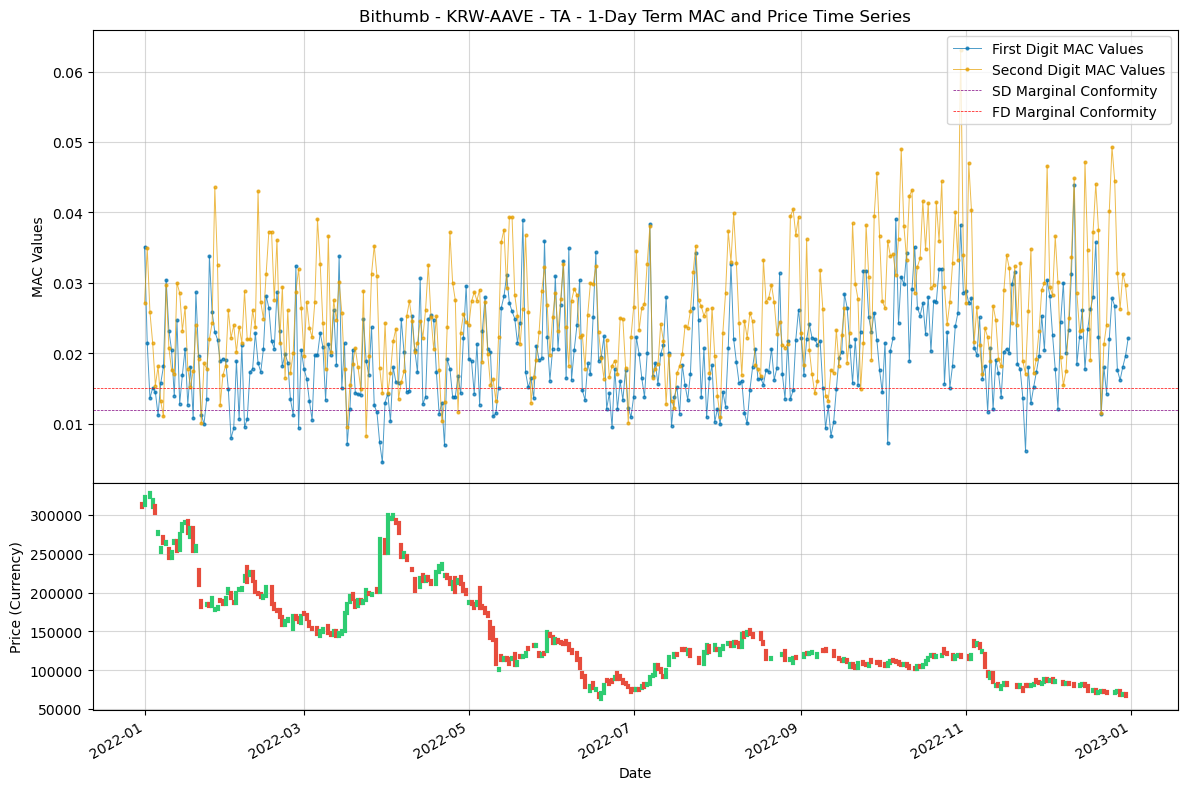 Bithumb - KRW-AAVE - TA - 1-Day Term MAC and Price Time Series
First Digit MAC Values
Second Digit MAC Values
SD Marginal Conformity
FD Marginal Conformity
MAC Values
0.06
0.05
0.04
0.03
0.02
0.01
Price (Currency)
300000
250000
200000
150000
100000
50000
2022-01
2022-03
2022-05
2022-07
2022-09
2022-11
2023-01
Date